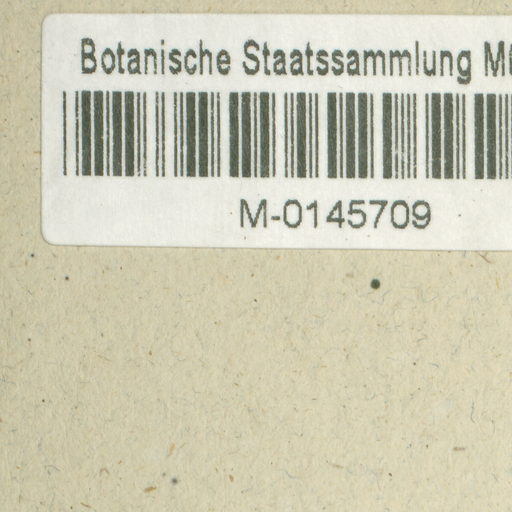 Botanische Staatssammlung
M-0145709